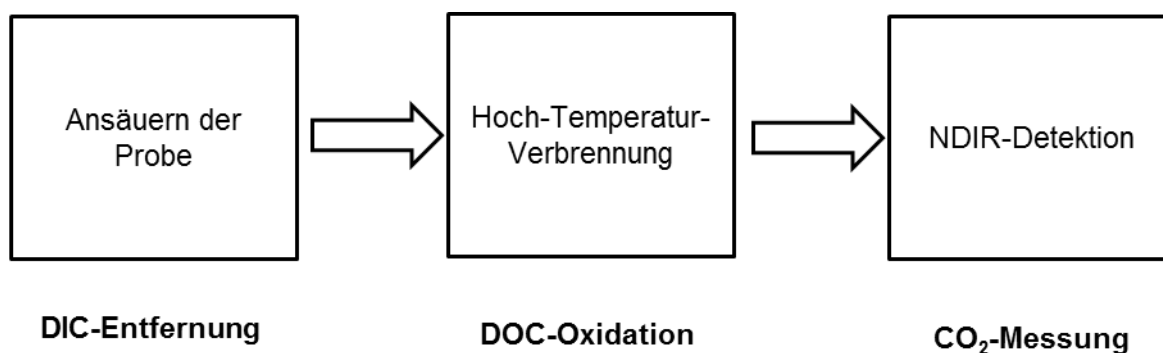 Ansäuern der
Probe
Hoch-Temperatur-
Verbrennung
NDIR-Detektion
DIC-Entfernung
DOC-Oxidation
CO₂-Messung